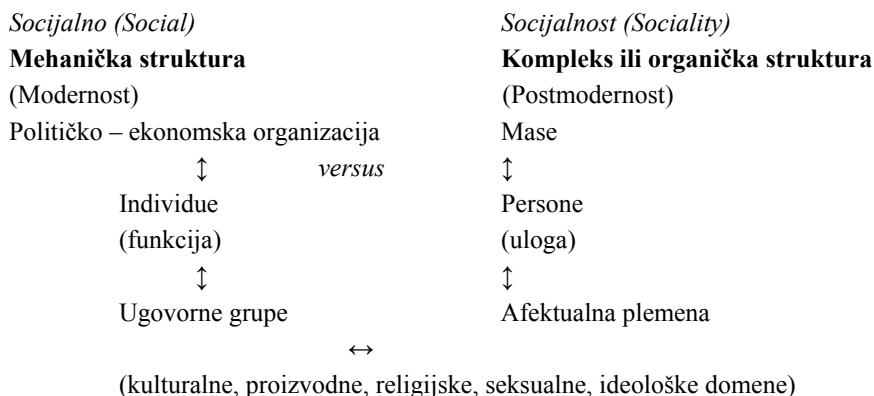 Socijalno (Social) Socijalnost (Sociality)
Mehanička struktura Kompleks ili organička struktura
(Modernost) (Postmodernost)
Političko – ekonomska organizacija Mase
↕ versus ↕
Individue Persone
(funkcija) (uloga)
↕ ↕
Ugovorne grupe Afektualna plemena
↔
(kulturalne, proizvodne, religijske, seksualne, ideološke domene)